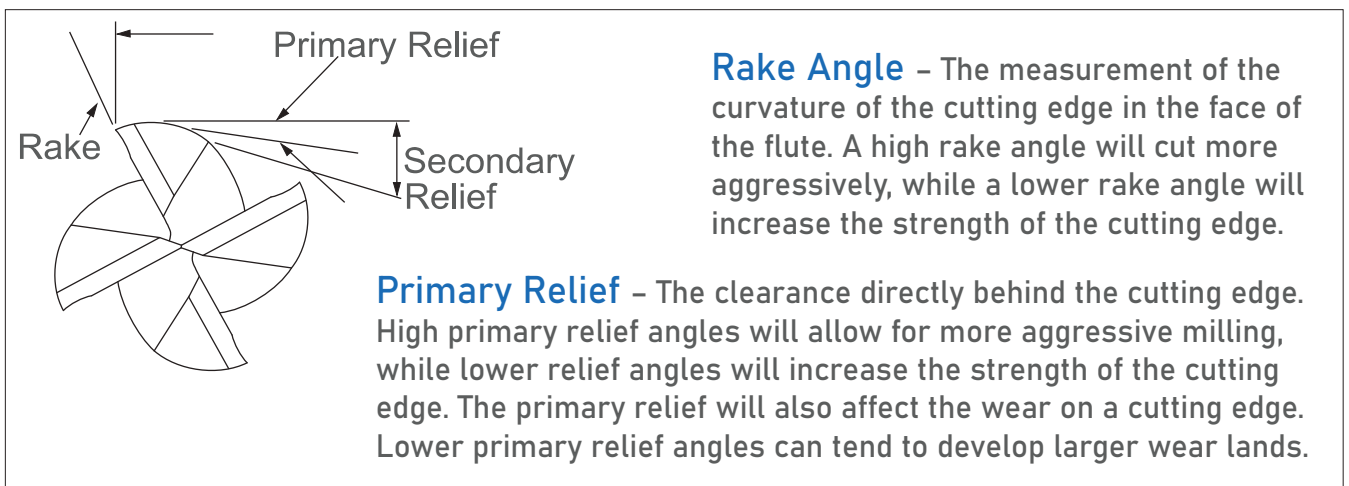 Primary Relief
Rake
Secondary
Relief
Rake Angle – The measurement of the
curvature of the cutting edge in the face of
the flute. A high rake angle will cut more
aggressively, while a lower rake angle will
increase the strength of the cutting edge.
Primary Relief – The clearance directly behind the cutting edge.
High primary relief angles will allow for more aggressive milling,
while lower relief angles will increase the strength of the cutting
edge. The primary relief will also affect the wear on a cutting edge.
Lower primary relief angles can tend to develop larger wear lands.